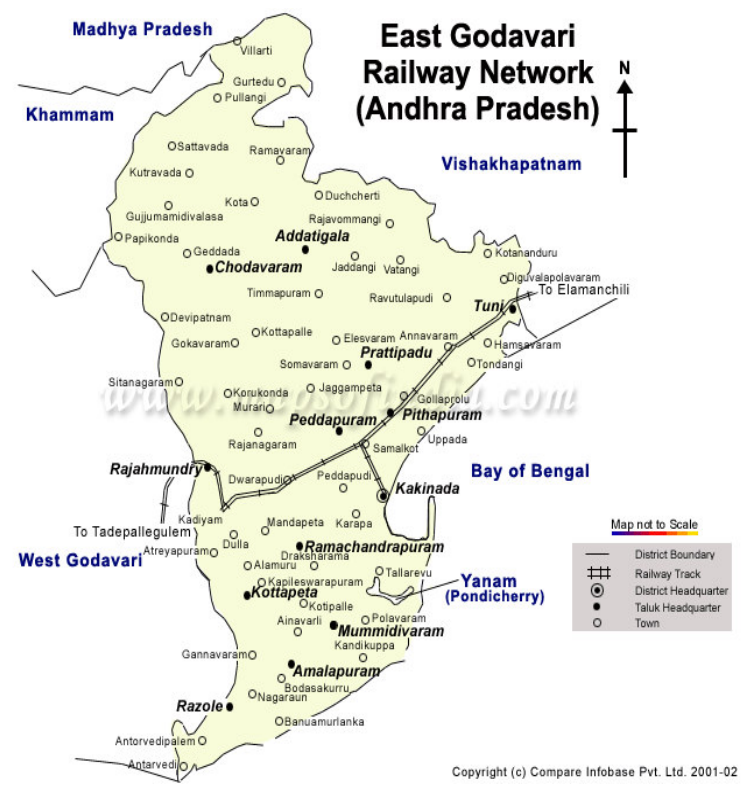 East Godavari
Railway Network
(Andhra Pradesh)
N
Madhya Pradesh
Villarti
Gurtedu
Pullangi
Khammam
Vishakhapatnam
Sattavada
Ramavaram
Kutravada
Duchcherti
Kota
Gujjumamidivalasa
Rajavommangi
Papikonda
Addatigala
Geddada
Kotananduru
Chodavaram
Jaddangi
Vatangi
Diguvalapolavaram
To Elamanchili
Timmapuram
Ravutulapudi
Tuni
Devipatnam
Kottapalle
Elesvaram
Annavaram
Gokavaram
Hamsavaram
Prattipadu
Somavaram
Tondangi
Sitanagaram
Korukonda
Jaggampeta
www.mapsofindia.com
Gollaprolu
Murari
Pithapuram
Peddapuram
Rajanagaram
Uppada
Samalkot
Rajahmundry
Bay of Bengal
Dwarapudi
Peddapudi
Kakinada
Kadiyam
Mandapeta
Karapa
To Tadepallegulem
Dulla
Ramachandrapuram
Atreyapuram
West Godavari
Draksharama
Alamuru
Tallarevu
Kapileswarapuram
Yanam
(Pondicherry)
Kottapeta
Kotipalle
Ainavarli
Polavaram
Mummidivaram
Kandikuppa
Gannavaram
Amalapuram
Bodasakurru
Nagaraun
Razole
Banuamurlanka
Antorvedipalem
Antarvedi
Map not to Scale
District Boundary
Railway Track
District Headquarter
Taluk Headquarter
Town
Copyright (c) Compare Infobase Pvt. Ltd. 2001-02